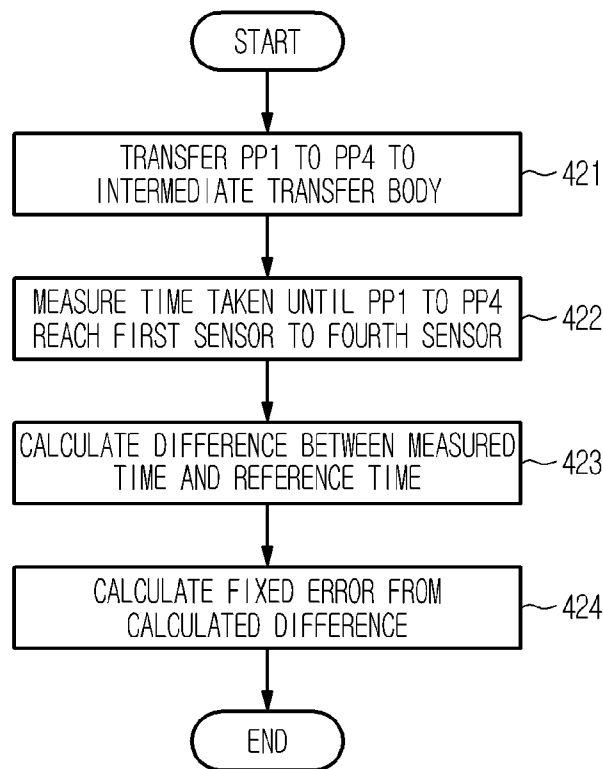 START
TRANSFER PP1 TO PP4 TO
INTERMEDIATE TRANSFER BODY
421
MEASURE TIME TAKEN UNTIL PP1 TO PP4
REACH FIRST SENSOR TO FOURTH SENSOR
422
CALCULATE DIFFERENCE BETWEEN MEASURED
TIME AND REFERENCE TIME
423
CALCULATE FIXED ERROR FROM
CALCULATED DIFFERENCE
424
END